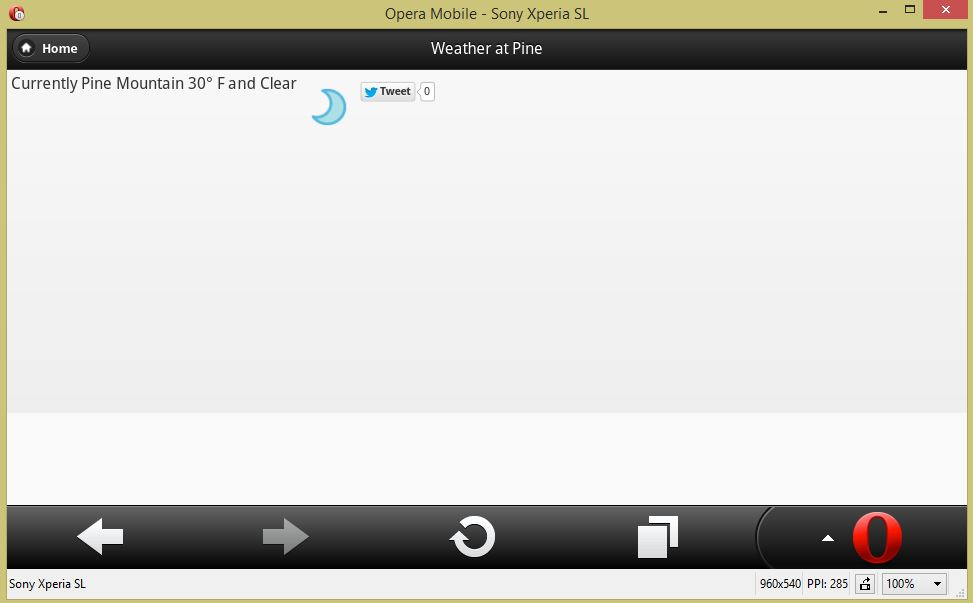 Opera Mobile - Sony Xperia SL
Home
Weather at Pine
Currently Pine Mountain 30° F and Clear
Tweet 0
Sony Xperia SL
960x540 PPI: 285 100%